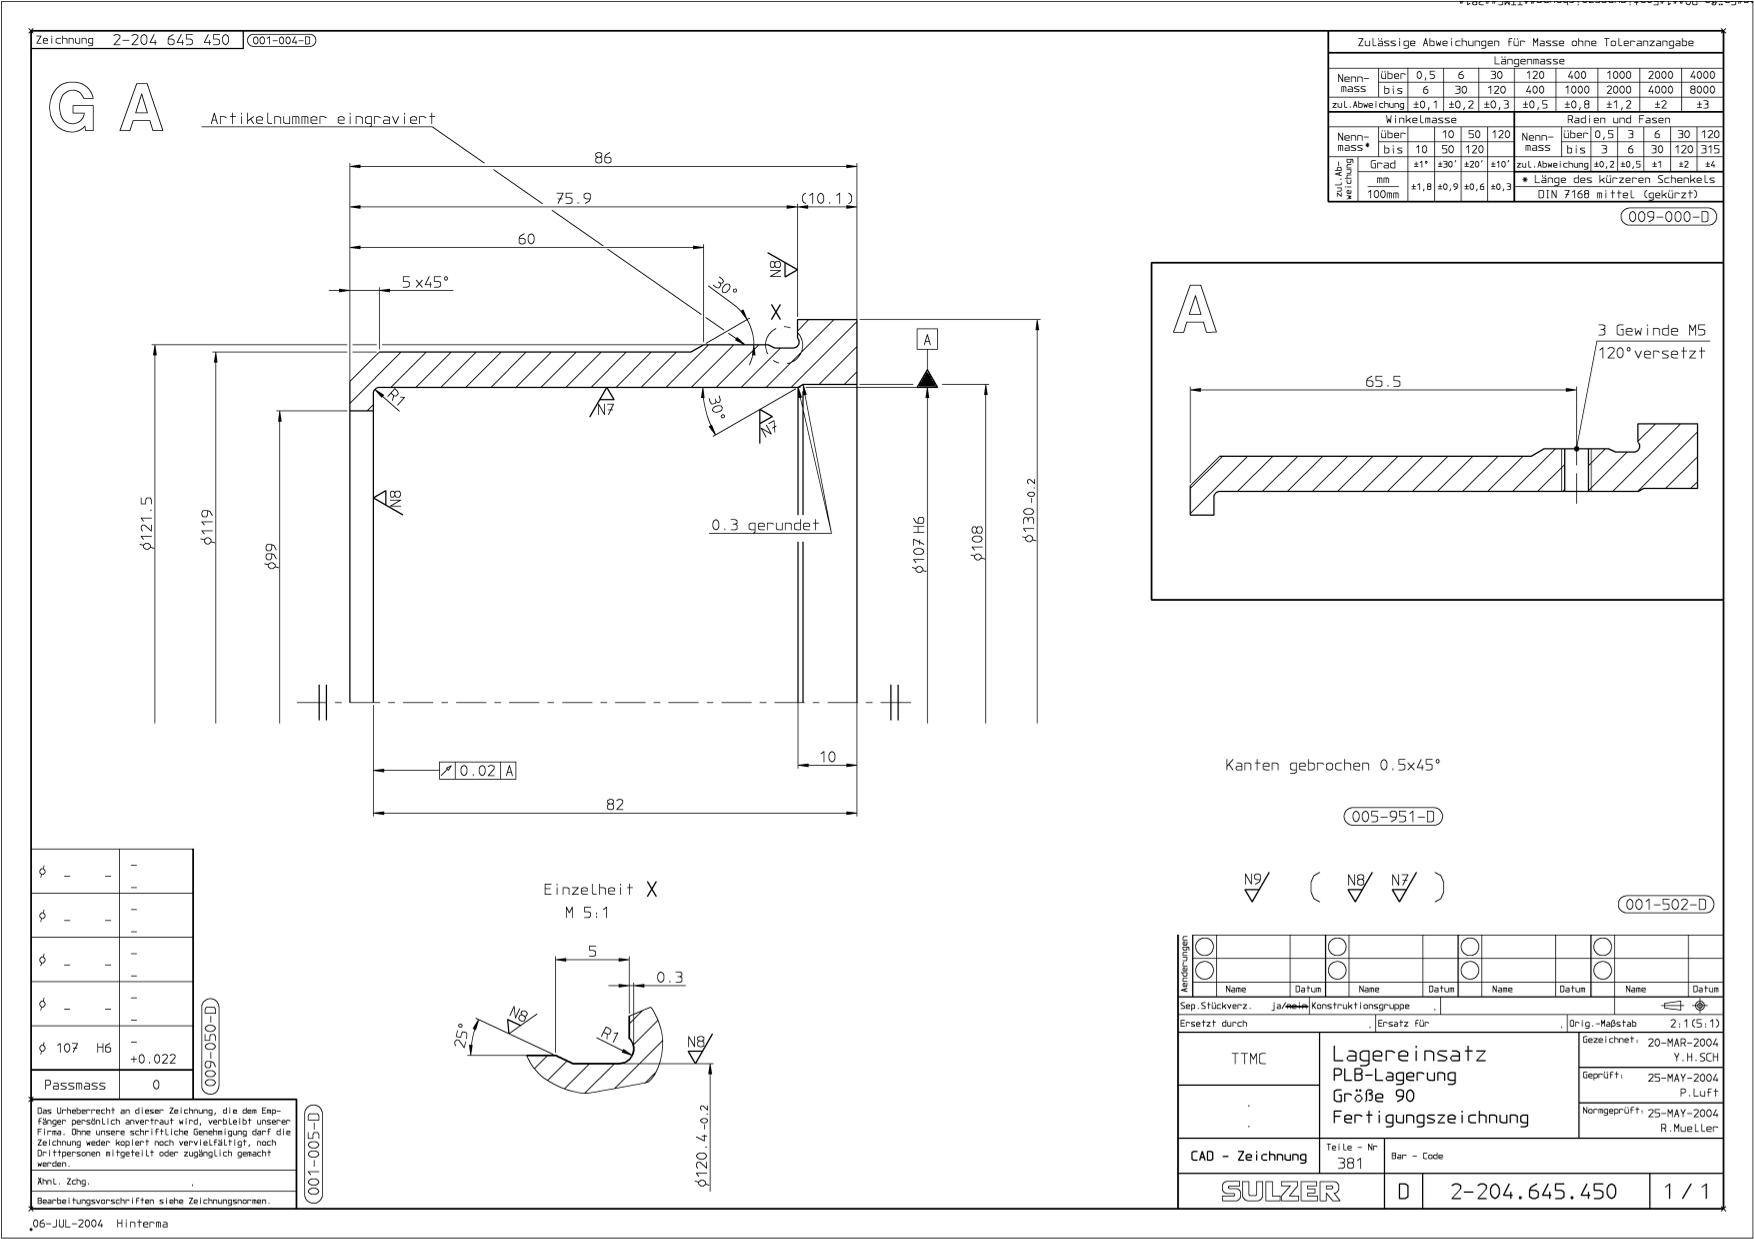 Zeichnung 2-204 645 450 001-004-D
G A
Artikelnummer eingraviert
86
75.9
(10.1)
60
5x45°
30°
N8
X
A
R1
N7
30°
N7
N8
0.3 gerundet
ϕ121.5
ϕ119
ϕ99
ϕ107 H6
ϕ108
ϕ130 -0.2
10
0.02 A
82
Zulässige Abweichungen für Masse ohne Toleranzangabe
Längenmasse
Nenn-mass über 0,5 6 30 120 400 1000 2000 4000
bis 6 30 120 400 1000 2000 4000 8000
zul.Abweichung ±0,1 ±0,2 ±0,3 ±0,5 ±0,8 ±1,2 ±2 ±3
Winkelmasse
Nenn-mass* über 10 50 120
bis 10 50 120
zul.Ab-weichung Grad ±1° ±30' ±20' ±10'
mm
100mm ±1,8 ±0,9 ±0,6 ±0,3
Radien und Fasen
Nenn-mass über 0,5 3 6 30 120
bis 3 6 30 120 315
zul.Abweichung ±0,2 ±0,5 ±1 ±2 ±4
* Länge des kürzeren Schenkels
DIN 7168 mittel (gekürzt)
009-000-D
A
3 Gewinde M5
120°versetzt
65.5
Kanten gebrochen 0.5x45°
005-951-D
N9 ( N8 N7 )
001-502-D
Einzelheit X
M 5:1
5
0.3
25°
N8
R1
N8
ϕ120.4 -0.2
ϕ _ _ _ _
ϕ _ _ _ _
ϕ _ _ _ _
ϕ _ _ _ _
ϕ 107 H6 _
+0.022
Passmass 0
009-050-D
Das Urheberrecht an dieser Zeichnung, die dem Emp-
fänger persönlich anvertraut wird, verbleibt unserer
Firma. Ohne unsere schriftliche Genehmigung darf die
Zeichnung weder kopiert noch vervielfältigt, noch
Drittpersonen mitgeteilt oder zugänglich gemacht
werden.
Ähnl. Zchg. .
Bearbeitungsvorschriften siehe Zeichnungsnormen.
001-005-D
06-JUL-2004 Hinterma
Aenderungen
Name Datum Name Datum Name Datum Name Datum
Sep.Stückverz. ja/nein Konstruktionsgruppe .
Ersetzt durch . Ersatz für . Orig.-Maßstab 2:1(5:1)
TTMC
.
.
Lagereinsatz
PLB-Lagerung
Größe 90
Fertigungszeichnung
Gezeichnet: 20-MAR-2004
Y.H.SCH
Geprüft: 25-MAY-2004
P.Luft
Normgeprüft: 25-MAY-2004
R.Mueller
CAD - Zeichnung
Teile - Nr
381
Bar - Code
SULZER D 2-204.645.450 1 / 1